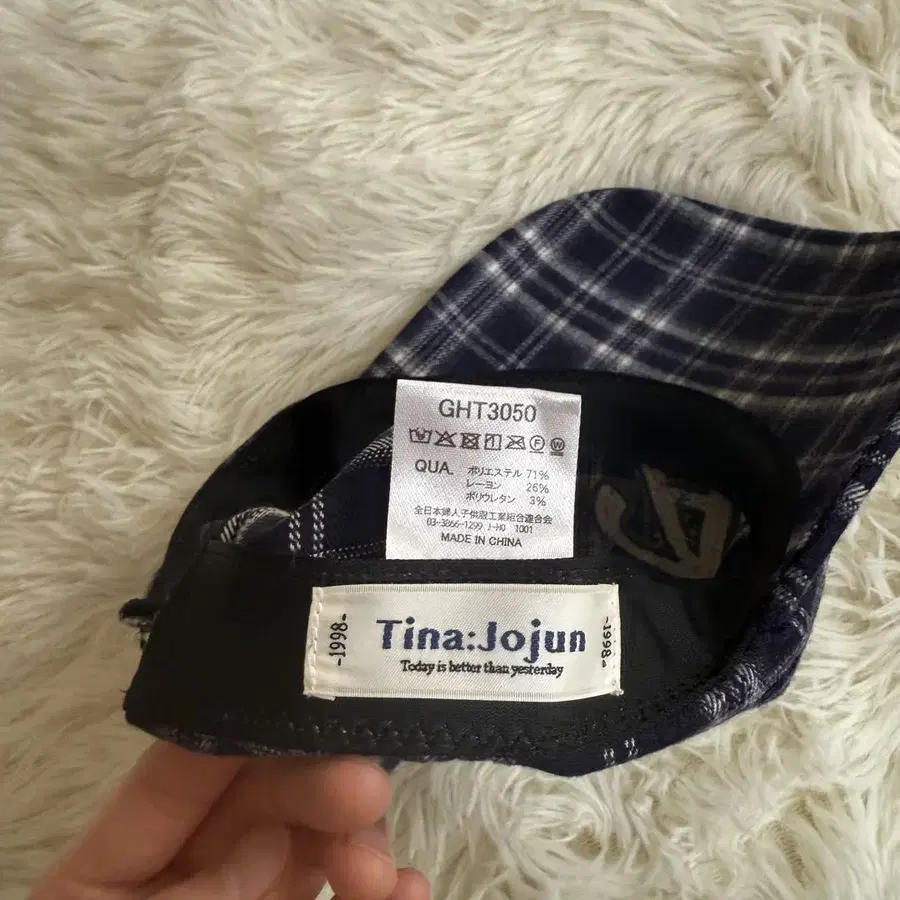 GHT3050
QUA. ポリエステル 71%
レーヨン 26%
ポリウレタン 3%
全日本婦人子供服工業組合連合会
03-3866-1299 J-HO 1001
MADE IN CHINA
-1998-
Tina:Jojun
Today is better than yesterday
-1998-